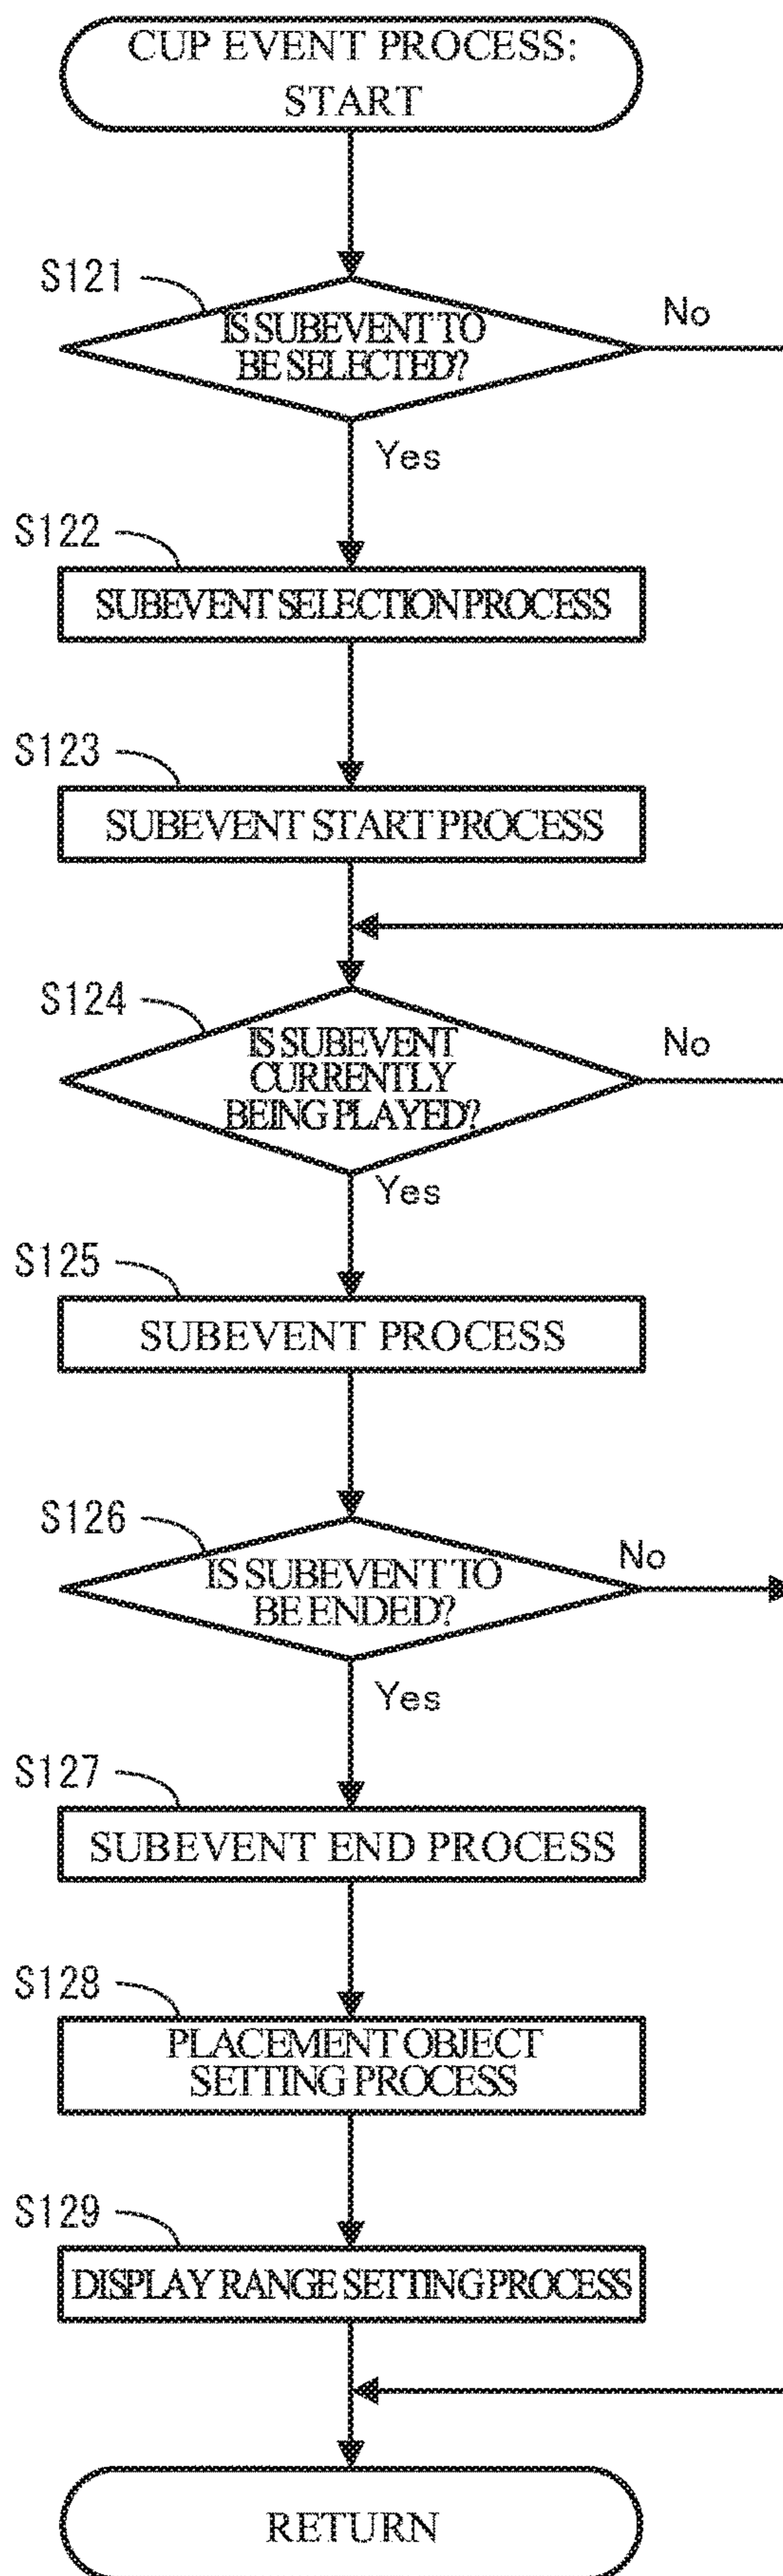 CUP EVENT PROCESS:
START
S121
IS SUBEVENT TO
BE SELECTED?
No
Yes
S122
SUBEVENT SELECTION PROCESS
S123
SUBEVENT START PROCESS
S124
IS SUBEVENT
CURRENTLY
BEING PLAYED?
No
Yes
S125
SUBEVENT PROCESS
S126
IS SUBEVENT TO
BE ENDED?
No
Yes
S127
SUBEVENT END PROCESS
S128
PLACEMENT OBJECT
SETTING PROCESS
S129
DISPLAY RANGE SETTING PROCESS
RETURN